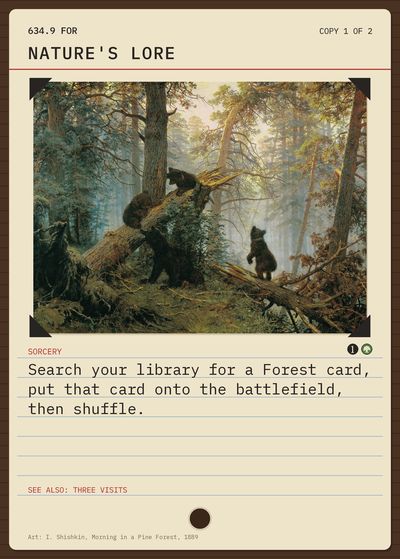 634.9 FOR
COPY 1 OF 2
NATURE'S LORE
SORCERY
1
Search your library for a Forest card,
put that card onto the battlefield,
then shuffle.
SEE ALSO: THREE VISITS
Art: I. Shishkin, Morning in a Pine Forest, 1889